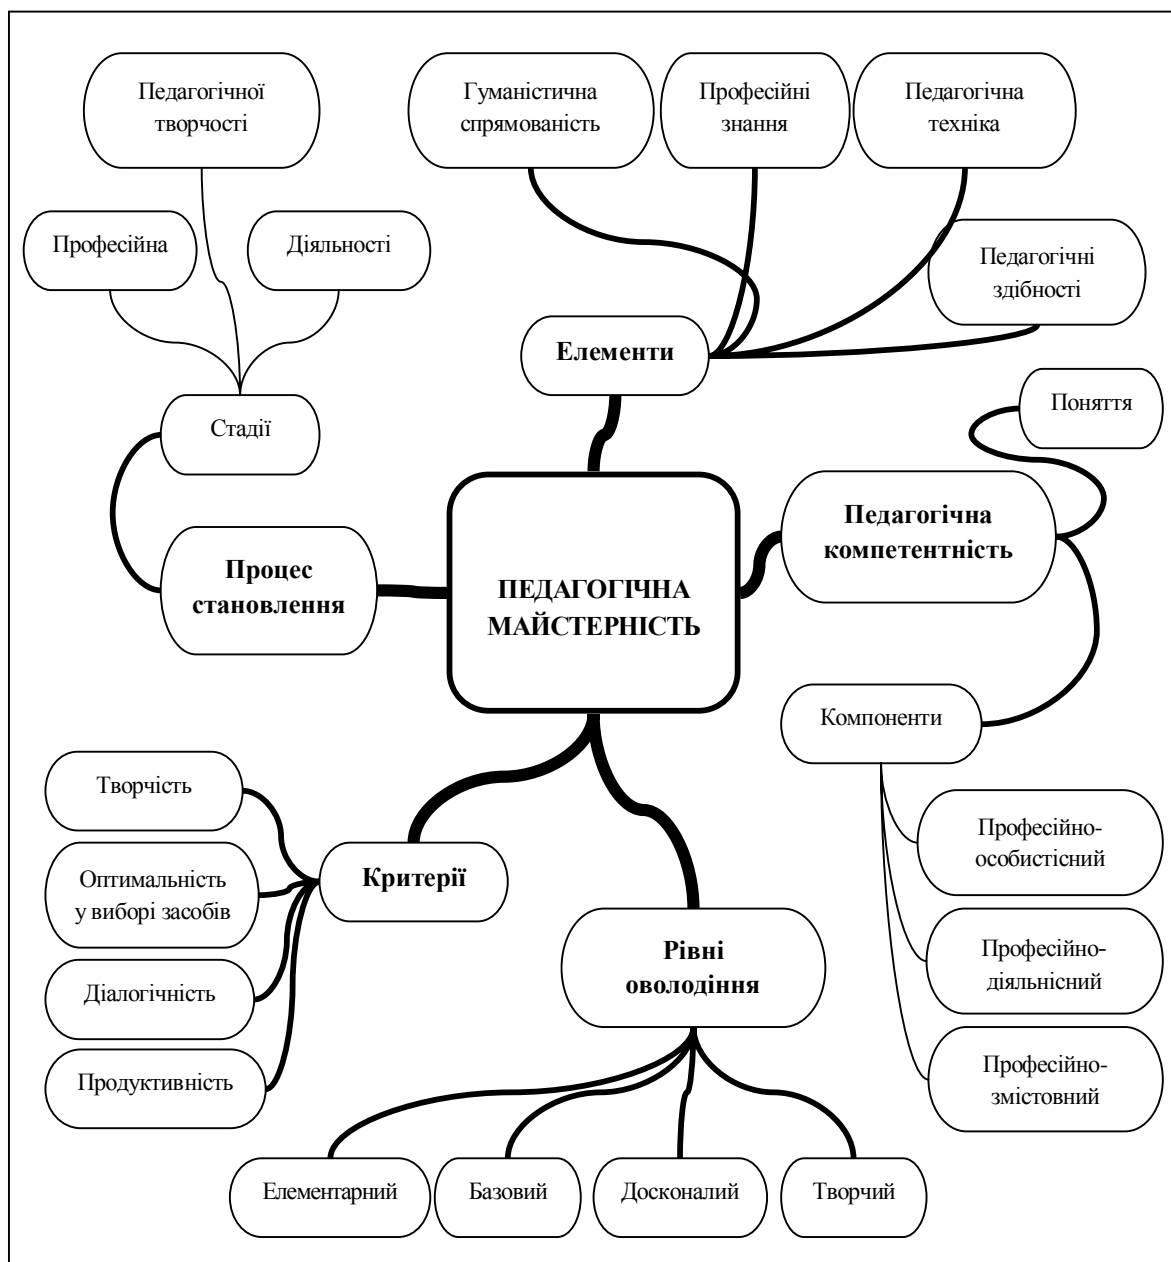 Педагогічної
творчості
Гуманістична
спрямованість
Професійні
знання
Педагогічна
техніка
Професійна
Діяльності
Педагогічні
здібності
Елементи
Поняття
Стадії
Педагогічна
компетентність
Процес
становлення
ПЕДАГОГІЧНА
МАЙСТЕРНІСТЬ
Компоненти
Творчість
Професійно-
особистісний
Оптимальність
у виборі засобів
Критерії
Рівні
оволодіння
Професійно-
діяльнісний
Діалогічність
Продуктивність
Професійно-
змістовний
Елементарний
Базовий
Досконалий
Творчий